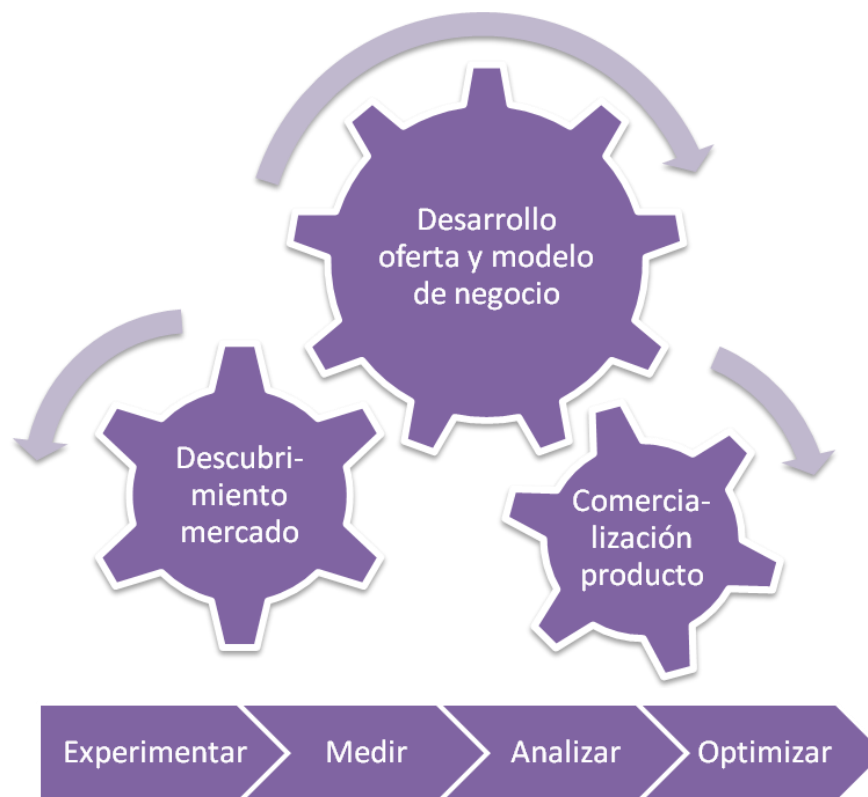 Desarrollo
oferta y modelo
de negocio
Descubri-
miento
mercado
Comercia-
lización
producto
Experimentar
Medir
Analizar
Optimizar